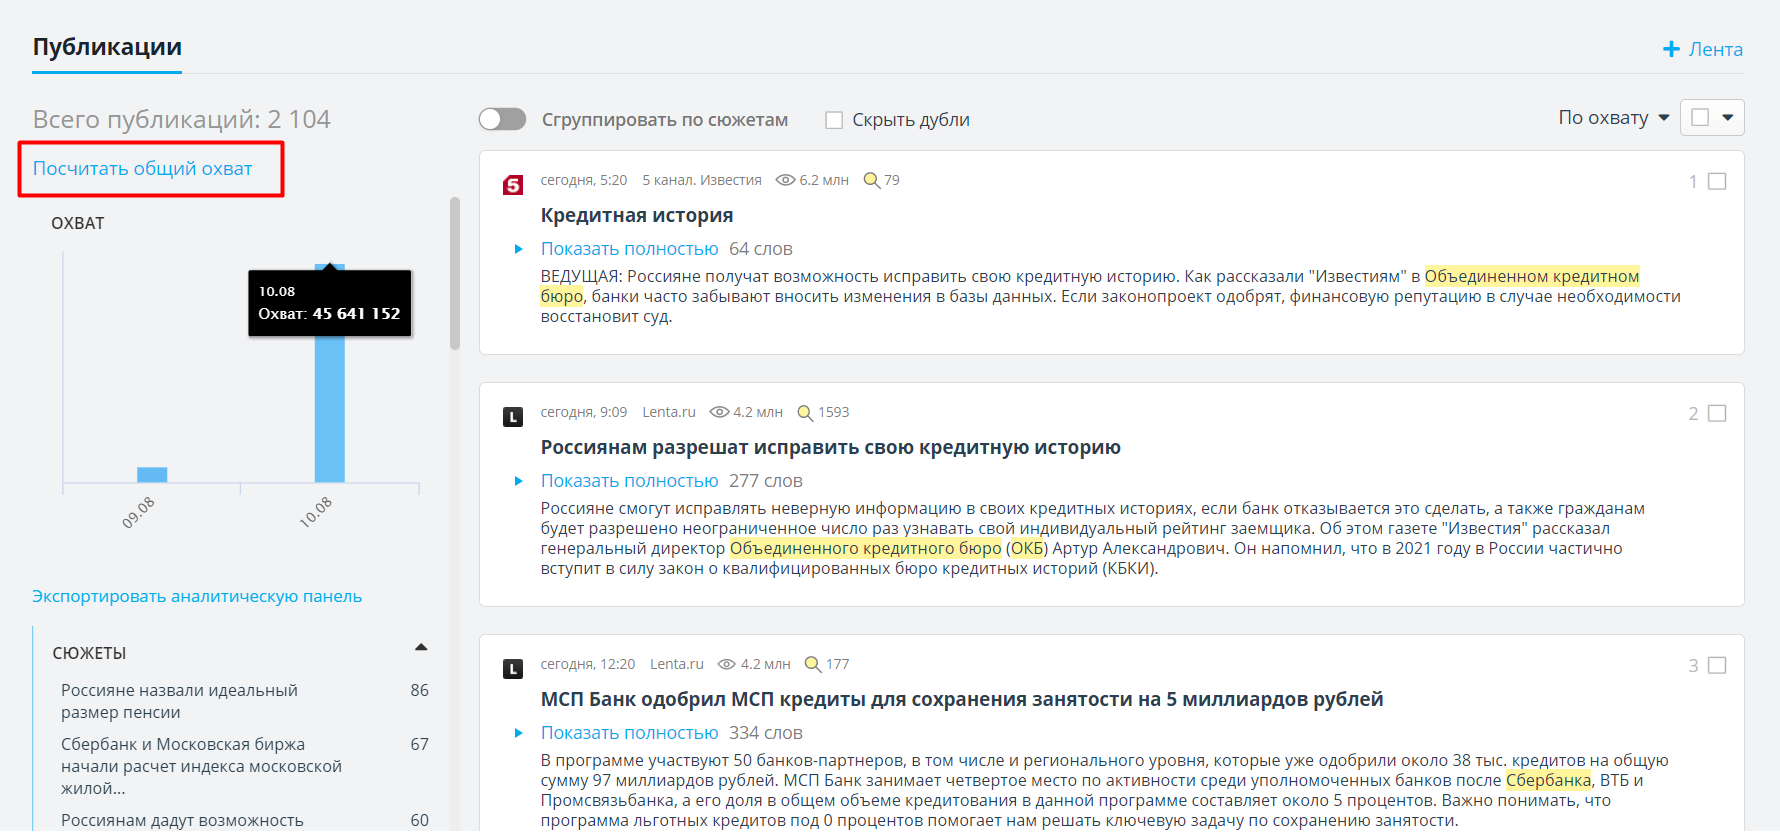 Публикации
Лента
Всего публикаций: 2 104
Посчитать общий охват
ОХВАТ
10.08
Охват: 45 641 152
09.08
10.08
Экспортировать аналитическую панель
СЮЖЕТЫ
Россияне назвали идеальный 86
размер пенсии
Сбербанк и Московская биржа 67
начали расчет индекса московской
жилой...
Россиянам дадут возможность 60
Сгруппировать по сюжетам Скрыть дубли По охвату
5 сегодня, 5:20 5 канал. Известия 6.2 млн 79 1
Кредитная история
Показать полностью 64 слов
ВЕДУЩАЯ: Россияне получат возможность исправить свою кредитную историю. Как рассказали "Известиям" в Объединенном кредитном
бюро, банки часто забывают вносить изменения в базы данных. Если законопроект одобрят, финансовую репутацию в случае необходимости
восстановит суд.
L сегодня, 9:09 Lenta.ru 4.2 млн 1593 2
Россиянам разрешат исправить свою кредитную историю
Показать полностью 277 слов
Россияне смогут исправлять неверную информацию в своих кредитных историях, если банк отказывается это сделать, а также гражданам
будет разрешено неограниченное число раз узнавать свой индивидуальный рейтинг заемщика. Об этом газете "Известия" рассказал
генеральный директор Объединенного кредитного бюро (ОКБ) Артур Александрович. Он напомнил, что в 2021 году в России частично
вступит в силу закон о квалифицированных бюро кредитных историй (КБКИ).
L сегодня, 12:20 Lenta.ru 4.2 млн 177 3
МСП Банк одобрил МСП кредиты для сохранения занятости на 5 миллиардов рублей
Показать полностью 334 слов
В программе участвуют 50 банков-партнеров, в том числе и регионального уровня, которые уже одобрили около 38 тыс. кредитов на общую
сумму 97 миллиардов рублей. МСП Банк занимает четвертое место по активности среди уполномоченных банков после Сбербанка, ВТБ и
Промсвязьбанка, а его доля в общем объеме кредитования в данной программе составляет около 5 процентов. Важно понимать, что
программа льготных кредитов под 0 процентов помогает нам решать ключевую задачу по сохранению занятости.